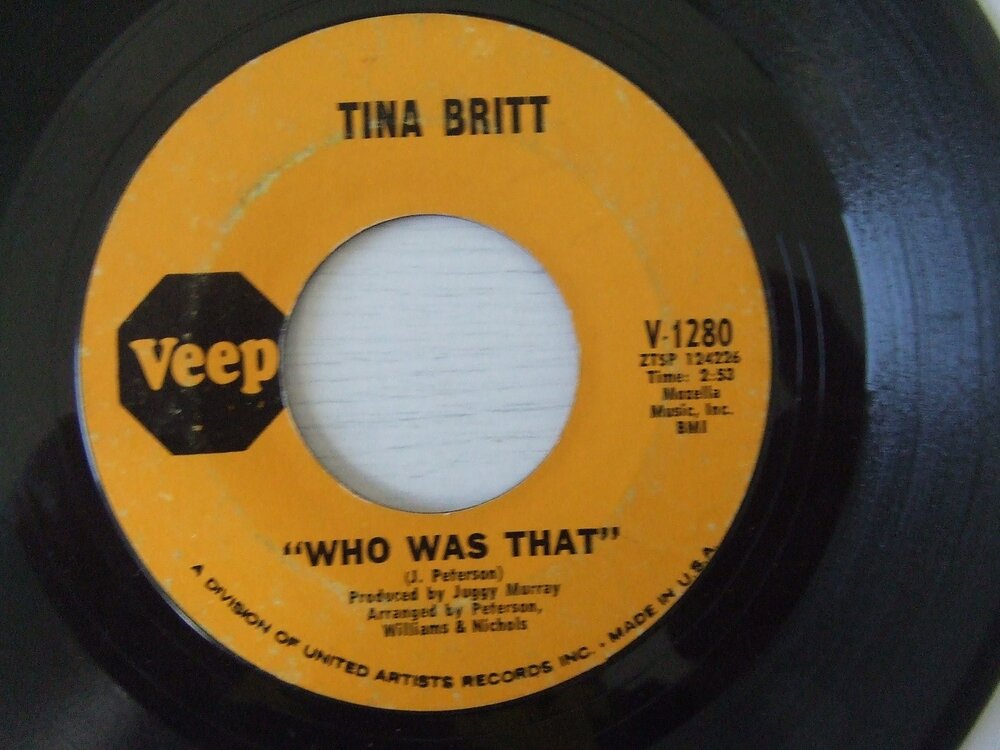 TINA BRITT
Veep
V-1280
ZTSP 124226
Time: 2:53
Mozella
Music, Inc.
BMI
"WHO WAS THAT"
(J. Peterson)
Produced by Juggy Murray
Arranged by Peterson,
Williams & Nichols
A DIVISION OF UNITED ARTISTS RECORDS INC. • MADE IN U.S.A.